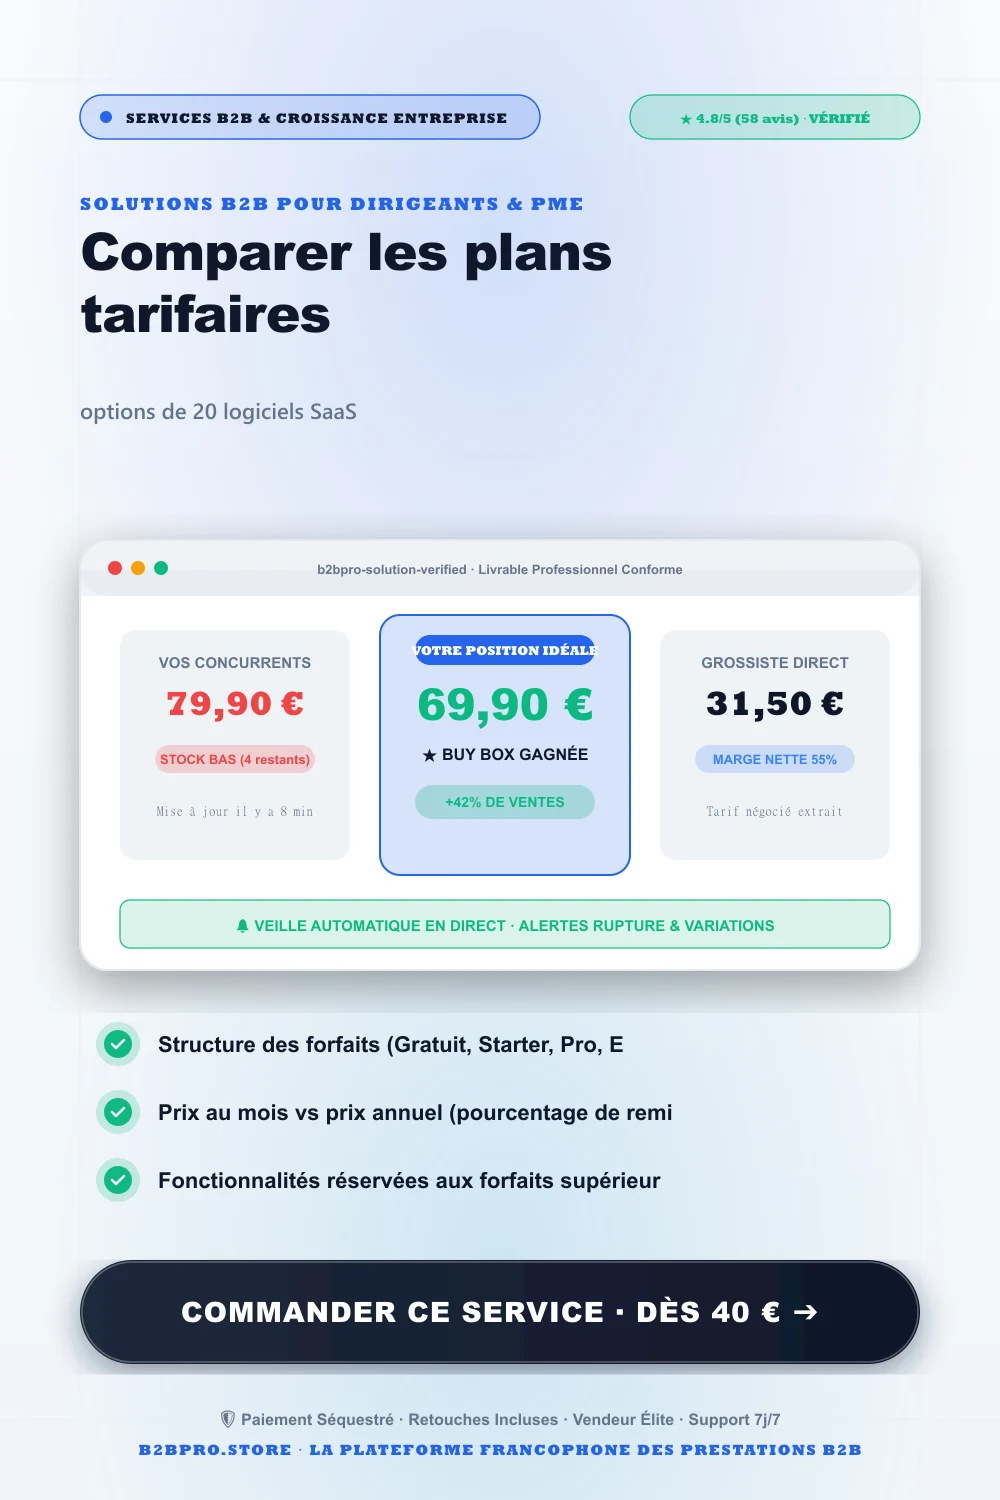 SERVICES B2B & CROISSANCE ENTREPRISE
★ 4.8/5 (58 avis) · VÉRIFIÉ
SOLUTIONS B2B POUR DIRIGEANTS & PME
Comparer les plans
tarifaires
options de 20 logiciels SaaS
b2bpro-solution-verified · Livrable Professionnel Conforme
VOS CONCURRENTS
79,90 €
STOCK BAS (4 restants)
Mise à jour il y a 8 min
VOTRE POSITION IDÉALE
69,90 €
★ BUY BOX GAGNÉE
+42% DE VENTES
GROSSISTE DIRECT
31,50 €
MARGE NETTE 55%
Tarif négocié extrait
VEILLE AUTOMATIQUE EN DIRECT · ALERTES RUPTURE & VARIATIONS
Structure des forfaits (Gratuit, Starter, Pro, E
Prix au mois vs prix annuel (pourcentage de remi
Fonctionnalités réservées aux forfaits supérieur
COMMANDER CE SERVICE · DÈS 40 € →
Paiement Séquestré · Retouches Incluses · Vendeur Élite · Support 7j/7
B2BPRO.STORE · LA PLATEFORME FRANCOPHONE DES PRESTATIONS B2B